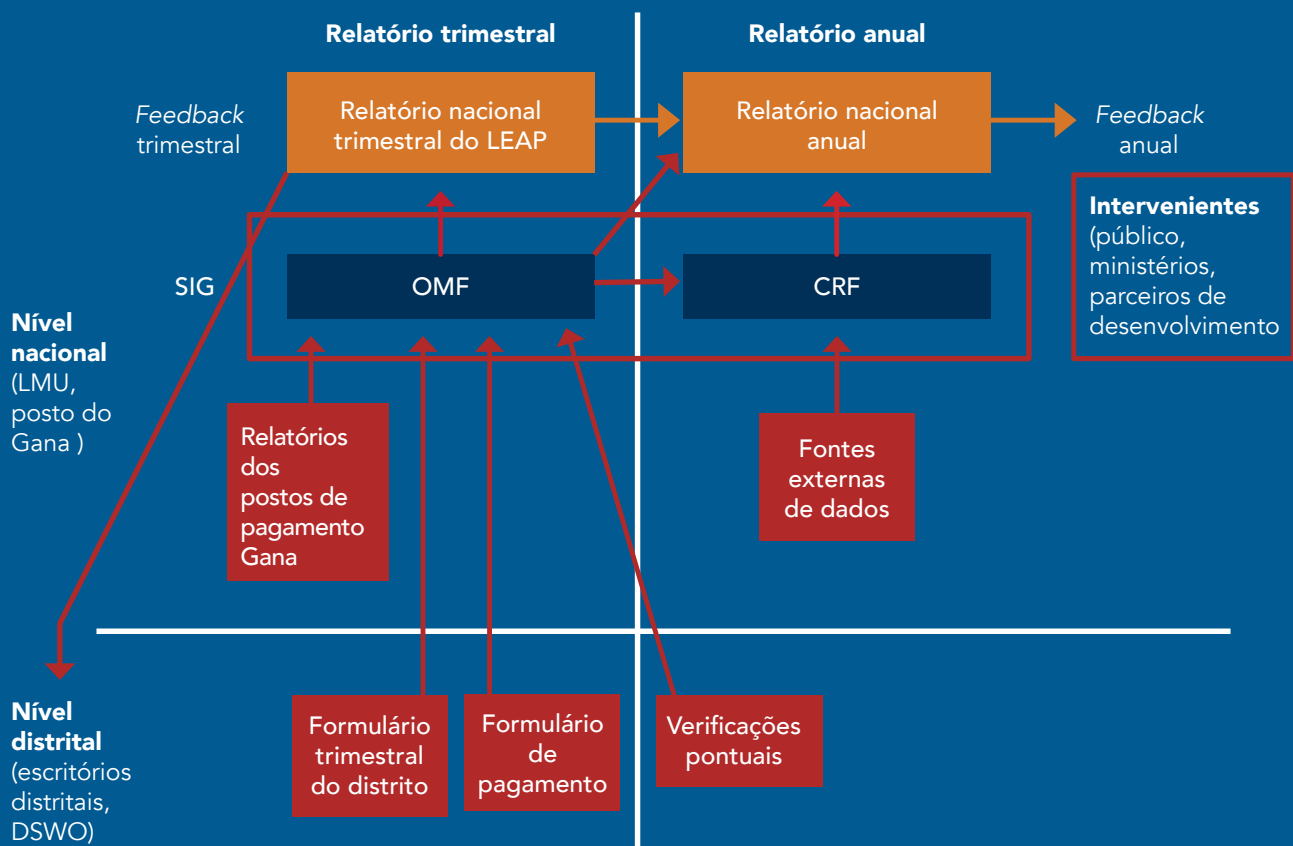 Relatório trimestral
Relatório anual
Feedback
trimestral
Relatório nacional
trimestral do LEAP
Relatório nacional
anual
Feedback
anual
SIG
OMF
CRF
Intervenientes
(público,
ministérios,
parceiros de
desenvolvimento
Nível
nacional
(LMU,
posto do
Gana )
Relatórios
dos
postos de
pagamento
Gana
Fontes
externas
de dados
Nível
distrital
(escritórios
distritais,
DSWO)
Formulário
trimestral
do distrito
Formulário
de
pagamento
Verificações
pontuais